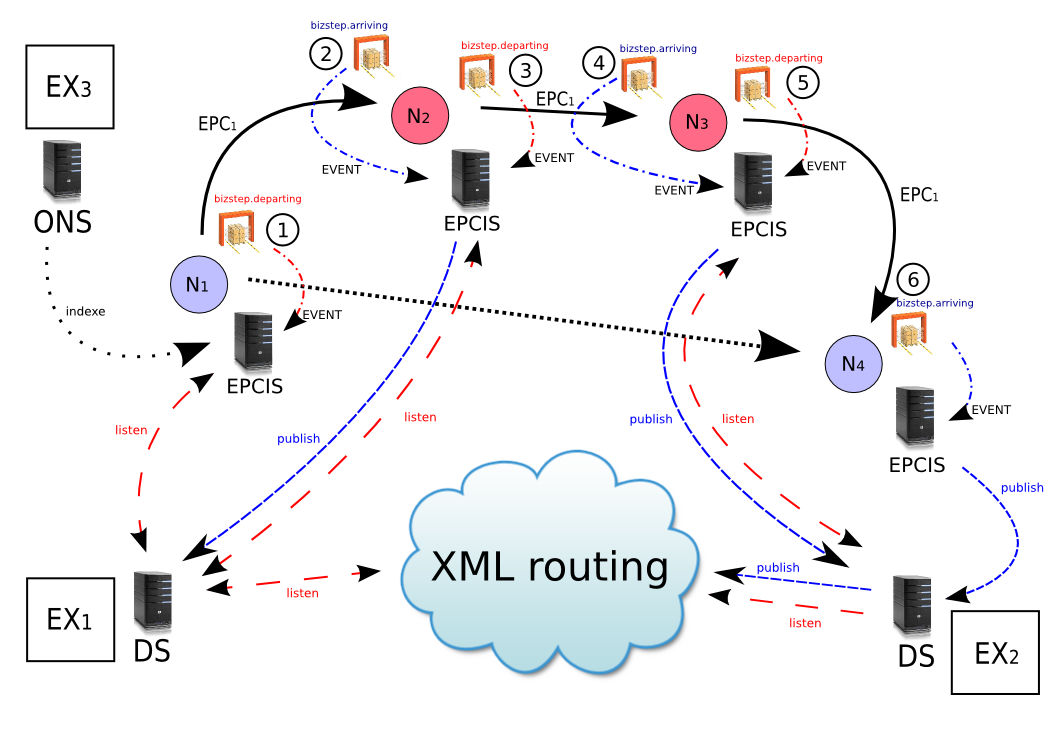 bizstep.arriving
2
bizstep.departing
3
4
bizstep.arriving
bizstep.departing
5
EX3
EPC1
N2
EPC1
N3
EVENT
EVENT
EVENT
EVENT
ONS
EPCIS
EPCIS
EPC1
bizstep.departing
1
N1
6
bizstep.arriving
indexe
EVENT
EPCIS
N4
EVENT
listen
listen
publish
publish
listen
EPCIS
publish
XML routing
EX1
DS
listen
publish
listen
DS
EX2